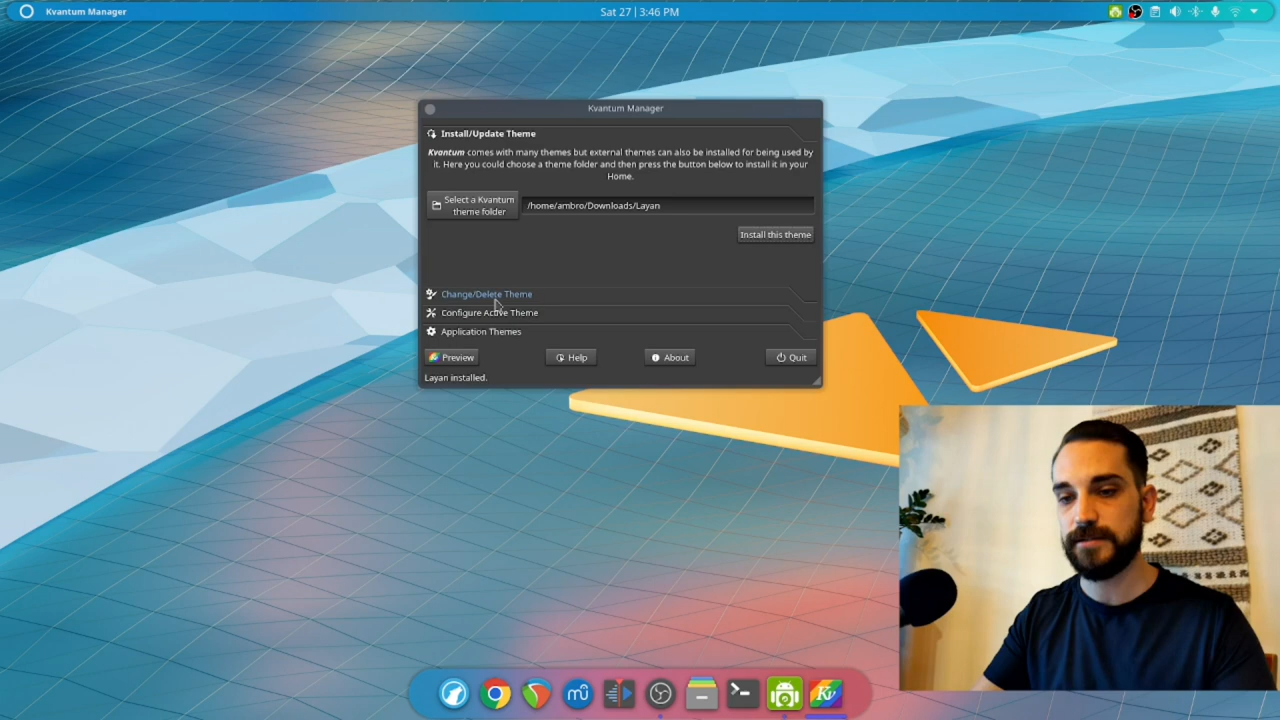 Kvantum Manager
Sat 27 | 3:46 PM
Kvantum Manager
Install/Update Theme
Kvantum comes with many themes but external themes can also be installed for being used by
it. Here you could choose a theme folder and then press the button below to install it in your
Home.
Select a Kvantum
theme folder
/home/ambro/Downloads/Layan
Install this theme
Change/Delete Theme
Configure Active Theme
Application Themes
Preview
Help
About
Quit
Layan installed.
mu
Kv